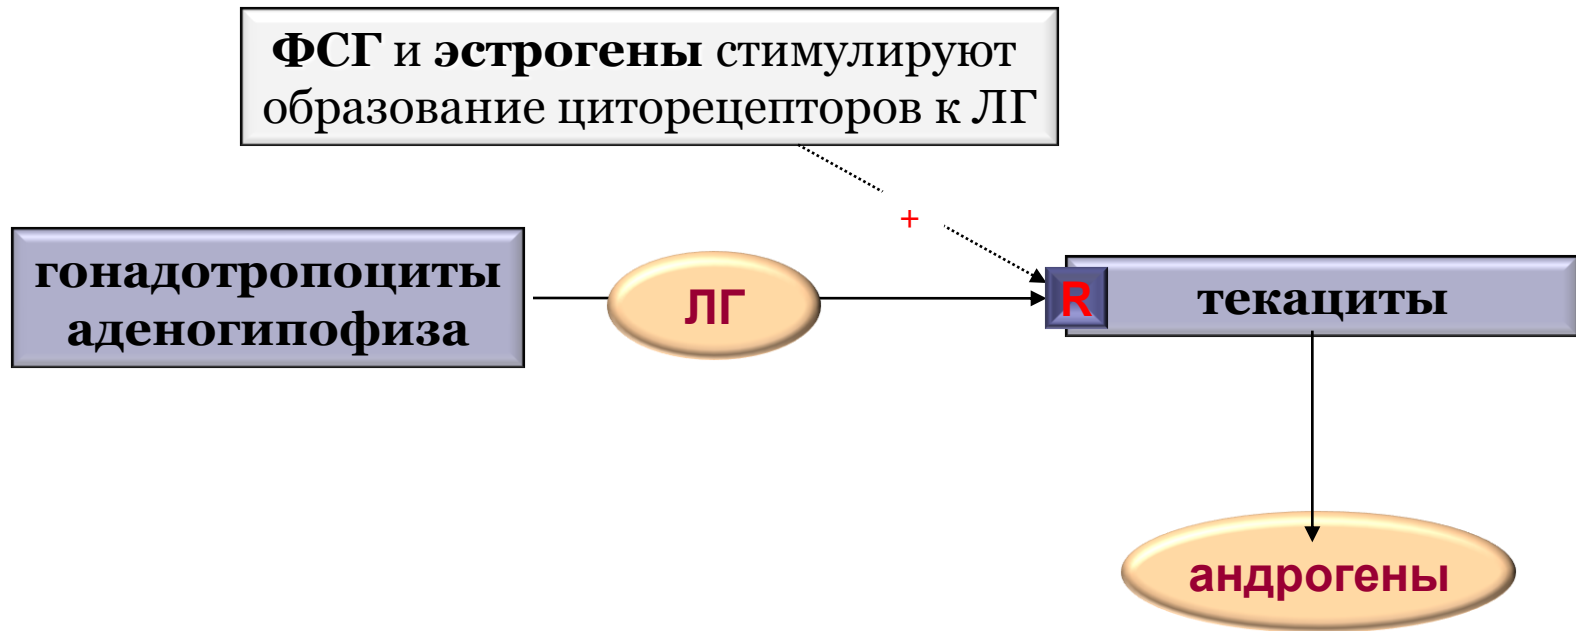 ФСГ и эстрогены стимулируют
образование циторецепторов к ЛГ
+
гонадотропоциты
аденогипофиза
ЛГ
R
текациты
андрогены